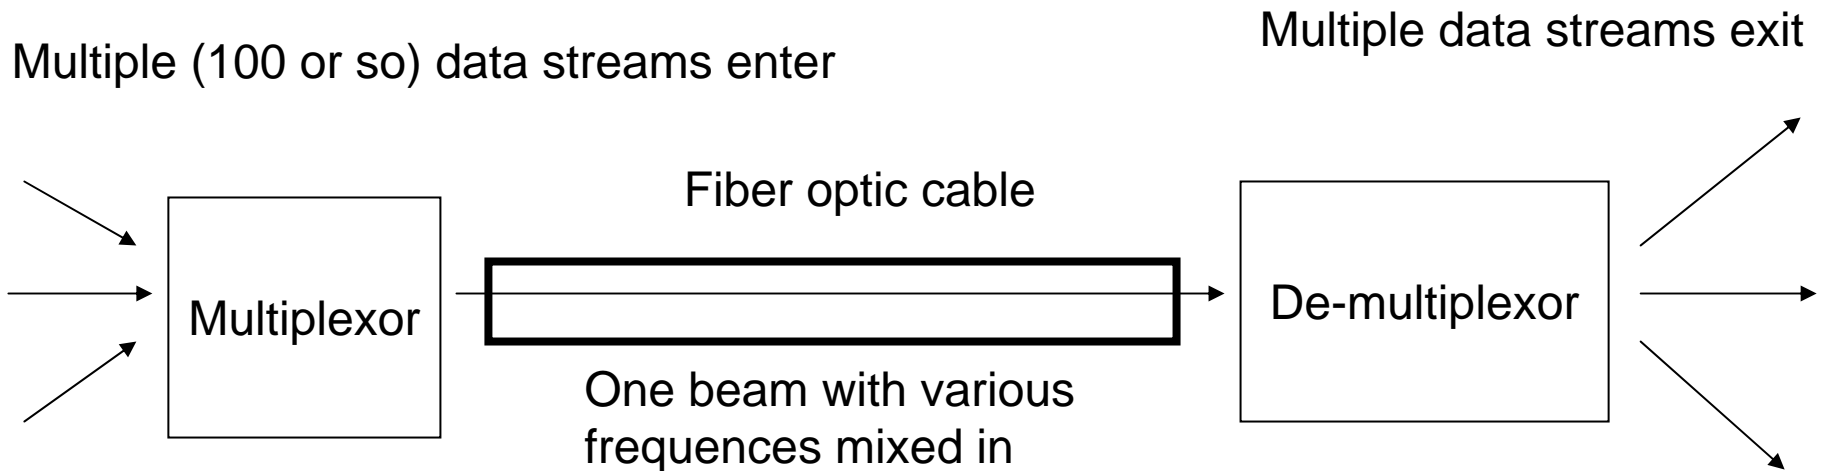 Multiple data streams exit
Multiple (100 or so) data streams enter
Fiber optic cable
Multiplexor
De-multiplexor
One beam with various
frequences mixed in